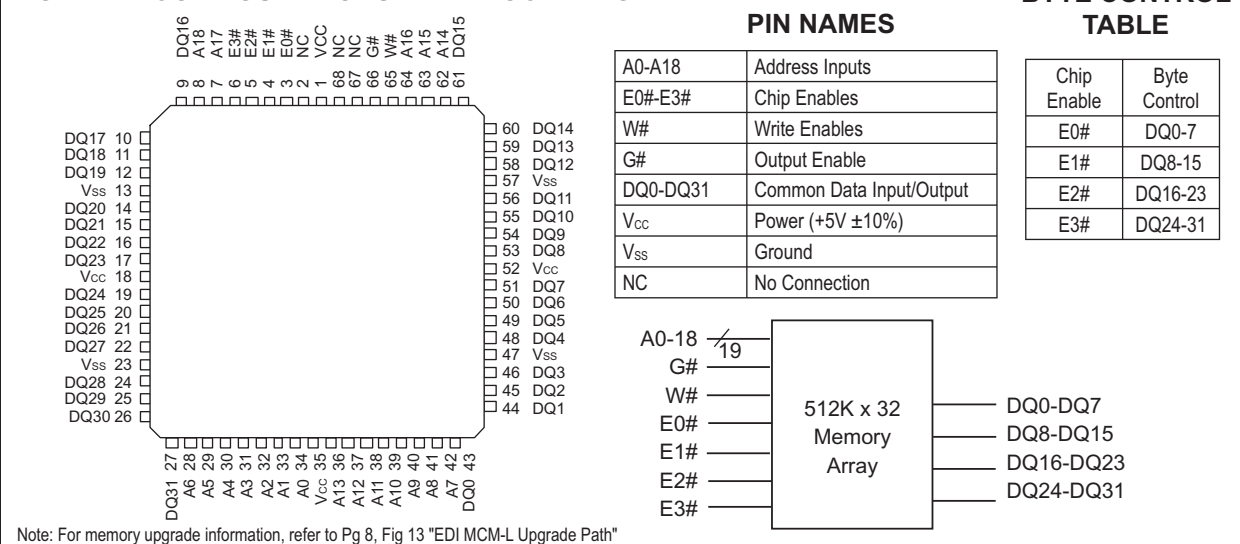 PIN NAMES
TABLE
DQ16
A18
A17
E3#
E2#
E1#
E0#
NC
VCC
NC
NC
G#
W#
A16
A15
A14
DQ15
9 8 7 6 5 4 3 2 1 68 67 66 65 64 63 62 61
DQ17 10
DQ18 11
DQ19 12
Vss 13
DQ20 14
DQ21 15
DQ22 16
DQ23 17
Vcc 18
DQ24 19
DQ25 20
DQ26 21
DQ27 22
Vss 23
DQ28 24
DQ29 25
DQ30 26
60 DQ14
59 DQ13
58 DQ12
57 Vss
56 DQ11
55 DQ10
54 DQ9
53 DQ8
52 Vcc
51 DQ7
50 DQ6
49 DQ5
48 DQ4
47 Vss
46 DQ3
45 DQ2
44 DQ1
DQ31 27
A6 28
A5 29
A4 30
A3 31
A2 32
A1 33
A0 34
Vcc 35
A13 36
A12 37
A11 38
A10 39
A9 40
A8 41
A7 42
DQ0 43
Note: For memory upgrade information, refer to Pg 8, Fig 13 "EDI MCM-L Upgrade Path"
A0-A18 Address Inputs
E0#-E3# Chip Enables
W# Write Enables
G# Output Enable
DQ0-DQ31 Common Data Input/Output
Vcc Power (+5V ±10%)
Vss Ground
NC No Connection
Chip Enable Byte Control
E0# DQ0-7
E1# DQ8-15
E2# DQ16-23
E3# DQ24-31
A0-18
19
G#
W#
E0#
E1#
E2#
E3#
512K x 32
Memory
Array
DQ0-DQ7
DQ8-DQ15
DQ16-DQ23
DQ24-DQ31